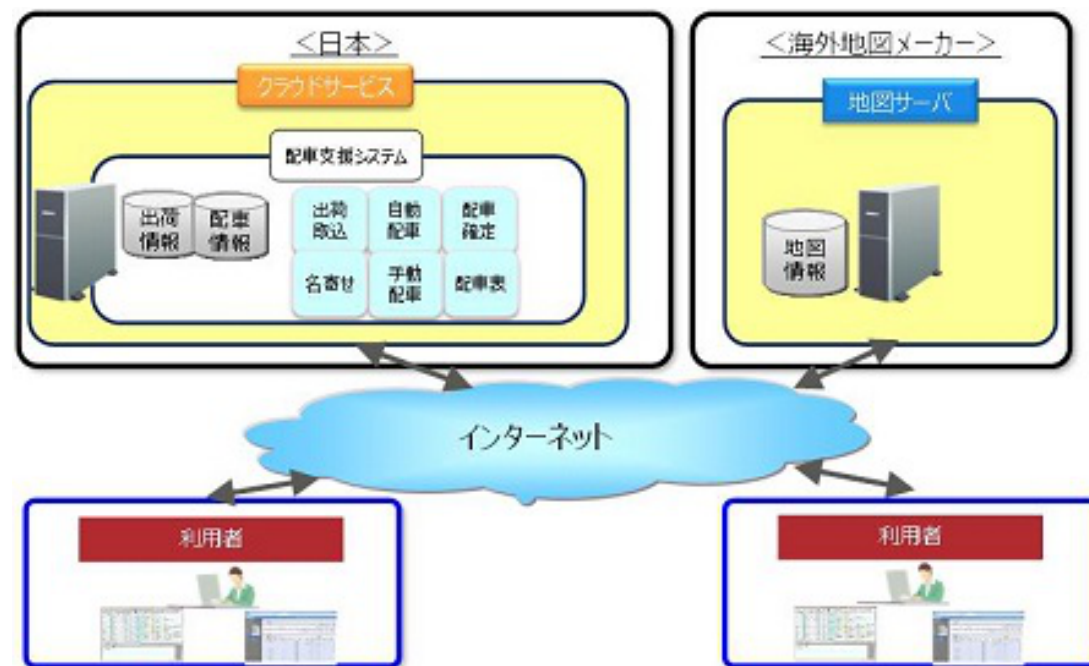 ＜日本＞
クラウドサービス
配車支援システム
出荷
情報
配車
情報
出荷
取込
自動
配車
配車
確定
名寄せ
手動
配車
配車表
＜海外地図メーカー＞
地図サーバ
地図
情報
インターネット
利用者
利用者